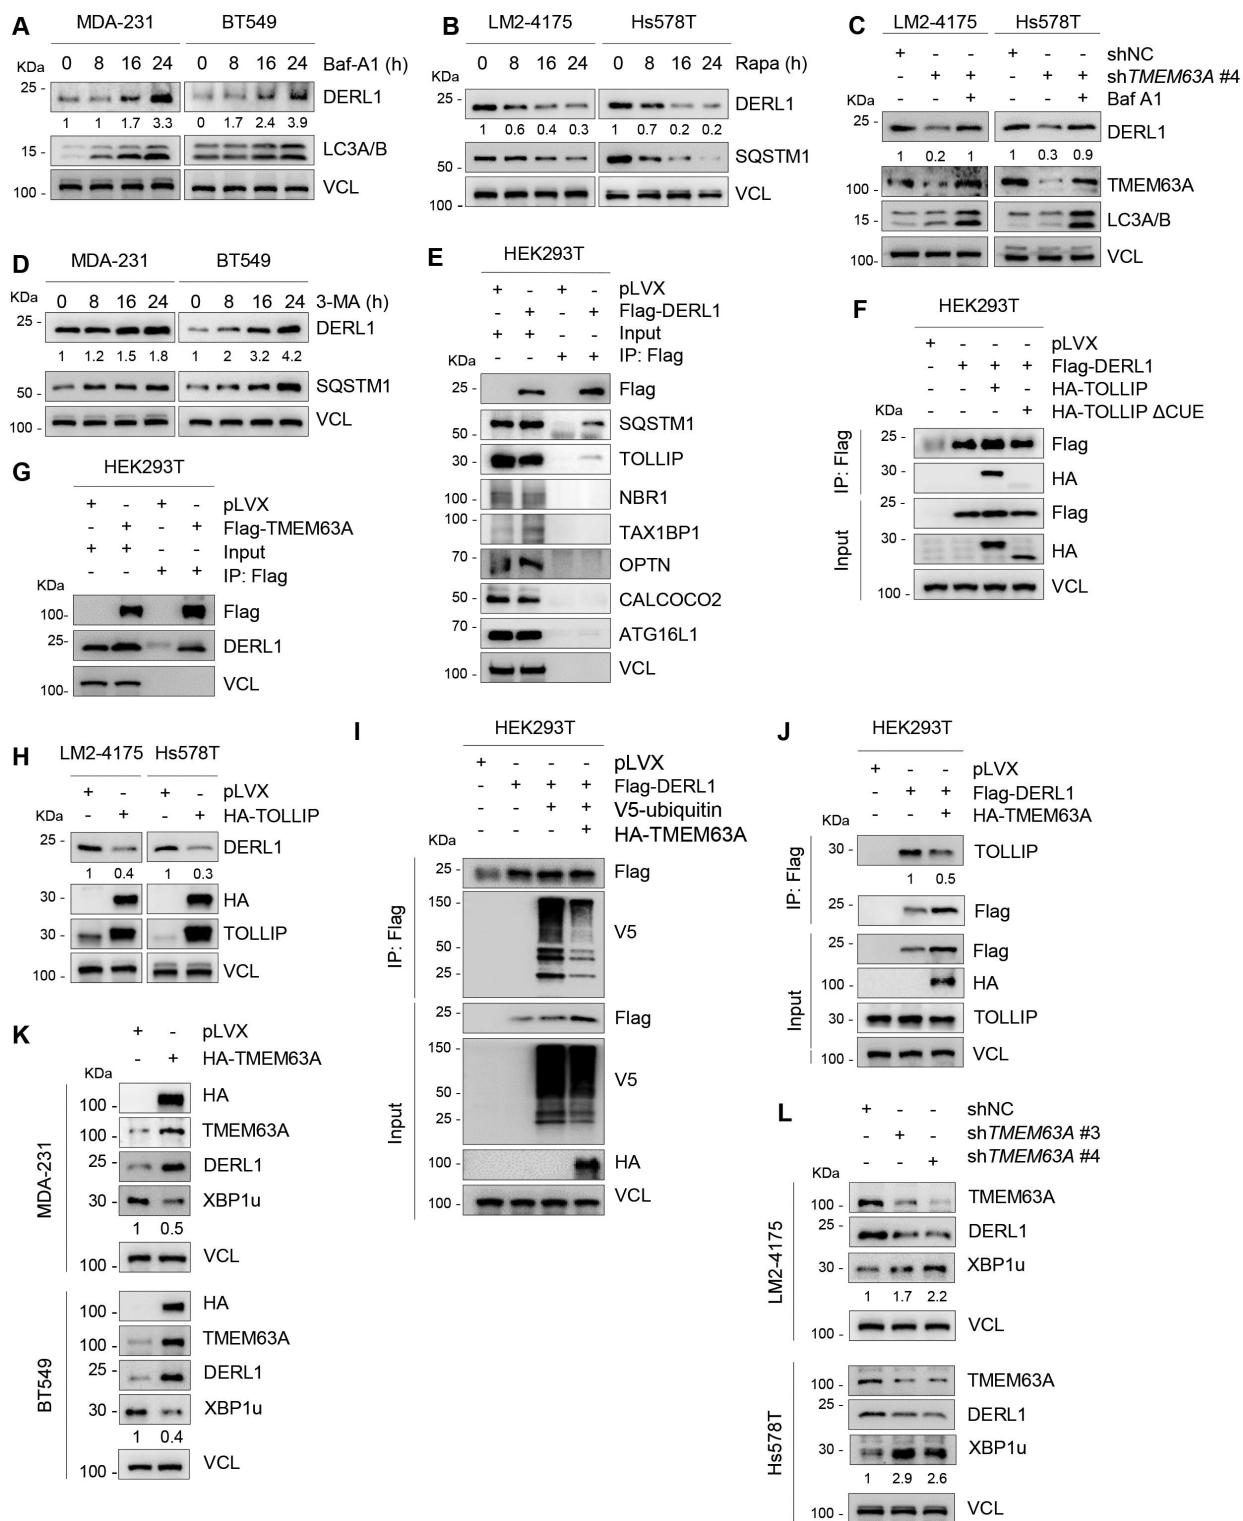 A
MDA-231 BT549
KDa 0 8 16 24 0 8 16 24 Baf-A1 (h)
25 - DERL1
1 1 1.7 3.3 0 1.7 2.4 3.9
15 - LC3A/B
100 - VCL
B
LM2-4175 Hs578T
KDa 0 8 16 24 0 8 16 24 Rapa (h)
25 - DERL1
1 0.6 0.4 0.3 1 0.7 0.2 0.2
50 - SQSTM1
100 - VCL
C
LM2-4175 Hs578T
+ - - + - - shNC
- + + - + + shTMEM63A #4
KDa - - + - - + Baf A1
25 - DERL1
1 0.2 1 1 0.3 0.9
100 - TMEM63A
15 - LC3A/B
100- VCL
D
MDA-231 BT549
KDa 0 8 16 24 0 8 16 24 3-MA (h)
25 - DERL1
1 1.2 1.5 1.8 1 2 3.2 4.2
50 - SQSTM1
100 - VCL
E
HEK293T
+ - + - pLVX
- + - + Flag-DERL1
+ + - - Input
KDa - - + + IP: Flag
25 - Flag
50 - SQSTM1
30 - TOLLIP
100 - NBR1
100 - TAX1BP1
70 - OPTN
50 - CALCOCO2
70 - ATG16L1
100 - VCL
F
HEK293T
+ - - - pLVX
- + + + Flag-DERL1
- - + - HA-TOLLIP
KDa - - - + HA-TOLLIP ΔCUE
IP: Flag
25 - Flag
30 - HA
Input
25 - Flag
30 - HA
100 - VCL
G
HEK293T
+ - + - pLVX
- + - + Flag-TMEM63A
+ + - - Input
KDa - - + + IP: Flag
100- Flag
25- DERL1
100- VCL
H
LM2-4175 Hs578T
+ - + - pLVX
KDa - + - + HA-TOLLIP
25 - DERL1
1 0.4 1 0.3
30 - HA
30 - TOLLIP
100 - VCL
I
HEK293T
+ - - - pLVX
- + + + Flag-DERL1
- - + + V5-ubiquitin
KDa - - - + HA-TMEM63A
IP: Flag
25 - Flag
150 -
V5
50 -
25 -
Input
25 - Flag
150 -
V5
50 -
25 -
100 - HA
100 - VCL
J
HEK293T
+ - - pLVX
- + + Flag-DERL1
KDa - - + HA-TMEM63A
IP: Flag
30 - TOLLIP
1 0.5
25 - Flag
Input
25 - Flag
100 - HA
30 - TOLLIP
100 - VCL
K
+ - pLVX
- + HA-TMEM63A
KDa
MDA-231
100 - HA
100 - TMEM63A
25 - DERL1
30 - XBP1u
1 0.5
100 - VCL
BT549
100 - HA
100 - TMEM63A
25 - DERL1
30 - XBP1u
1 0.4
100 - VCL
L
+ - - shNC
- + - shTMEM63A #3
- - + shTMEM63A #4
KDa
LM2-4175
100 - TMEM63A
25 - DERL1
30 - XBP1u
1 1.7 2.2
100 - VCL
Hs578T
100 - TMEM63A
25 - DERL1
30 - XBP1u
1 2.9 2.6
100 - VCL